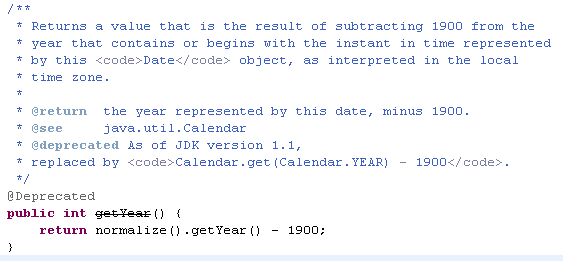 /**
 * Returns a value that is the result of subtracting 1900 from the
 * year that contains or begins with the instant in time represented
 * by this <code>Date</code> object, as interpreted in the local
 * time zone.
 *
 * @return  the year represented by this date, minus 1900.
 * @see     java.util.Calendar
 * @deprecated As of JDK version 1.1,
 * replaced by <code>Calendar.get(Calendar.YEAR) - 1900</code>.
 */
@Deprecated
public int getYear() {
    return normalize().getYear() - 1900;
}